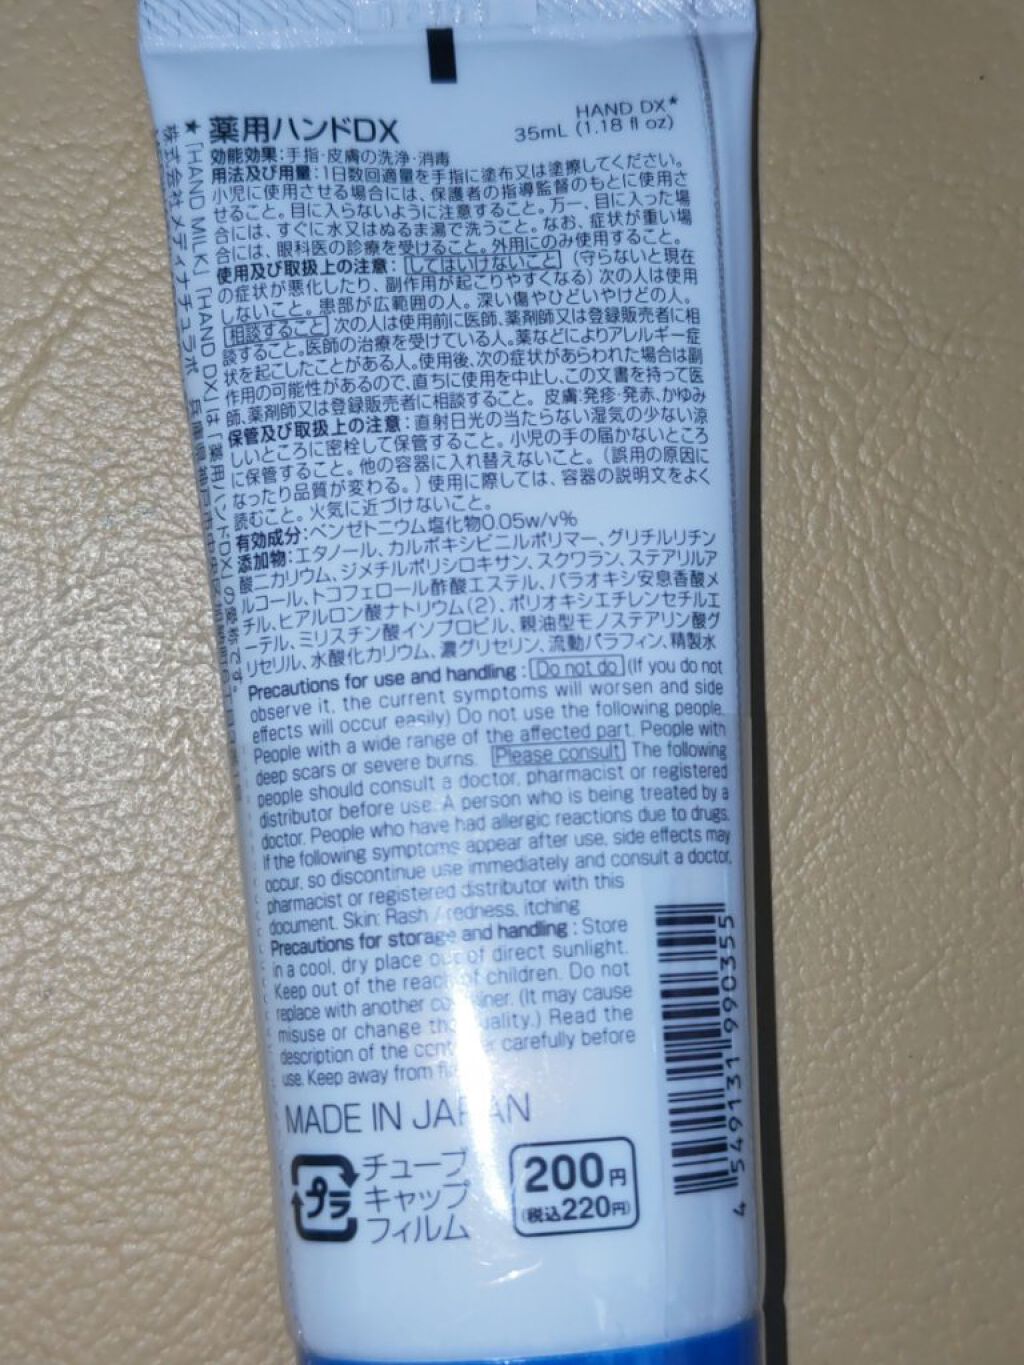 ★薬用ハンドDX
HAND DX★
35mL (1.18 fl oz)
効能効果：手指・皮膚の洗浄・消毒
用法及び用量：1日数回適量を手指に塗布又は塗擦してください。
小児に使用させる場合には、保護者の指導監督のもとに使用さ
せること。目に入らないように注意すること。万一、目に入った場
合には、すぐに水又はぬるま湯で洗うこと。なお、症状が重い場
合には、眼科医の診療を受けること。外用にのみ使用すること。
使用及び取扱上の注意：してはいけないこと（守らないと現在
の症状が悪化したり、副作用が起こりやすくなる）次の人は使用
しないこと。患部が広範囲の人。深い傷やひどいやけどの人。
相談すること 次の人は使用前に医師、薬剤師又は登録販売者に相
談すること。医師の治療を受けている人。薬などによりアレルギー症
状を起こしたことがある人。使用後、次の症状があらわれた場合は副
作用の可能性があるので、直ちに使用を中止し、この文書を持って医
師、薬剤師又は登録販売者に相談すること。 皮膚：発疹・発赤、かゆみ
保管及び取扱上の注意：直射日光の当たらない湿気の少ない涼
しいところに密栓して保管すること。小児の手の届かないところ
に保管すること。他の容器に入れ替えないこと。（誤用の原因に
なったり品質が変わる。）使用に際しては、容器の説明文をよく
読むこと。火気に近づけないこと。
有効成分：ベンゼトニウム塩化物0.05w/v%
添加物：エタノール、カルボキシビニルポリマー、グリチルリチン
酸二カリウム、ジメチルポリシロキサン、スクワラン、ステアリルア
ルコール、トコフェロール酢酸エステル、パラオキシ安息香酸メ
チル、ヒアルロン酸ナトリウム（2）、ポリオキシエチレンセチルエ
ーテル、ミリスチン酸イソプロピル、親油型モノステアリン酸グ
リセリル、水酸化カリウム、濃グリセリン、流動パラフィン、精製水
Precautions for use and handling : Do not do (If you do not
observe it, the current symptoms will worsen and side
effects will occur easily) Do not use the following people.
People with a wide range of the affected part. People with
deep scars or severe burns. Please consult The following
people should consult a doctor, pharmacist or registered
distributor before use. A person who is being treated by a
doctor. People who have had allergic reactions due to drugs.
If the following symptoms appear after use, side effects may
occur, so discontinue use immediately and consult a doctor,
pharmacist or registered distributor with this
document. Skin: Rash / redness, itching
Precautions for storage and handling : Store
in a cool, dry place out of direct sunlight.
Keep out of the reach of children. Do not
replace with another container. (It may cause
misuse or change the quality.) Read the
description of the container carefully before
use. Keep away from
MADE IN JAPAN
プラ
チューブ
キャップ
フィルム
200円
(税込220円)
4 549131 990355
★「HAND MILK」「HAND DX」は「薬用ハンドDX」の愛称です。
株式会社メディナチュラボ 兵庫県神戸市中央区